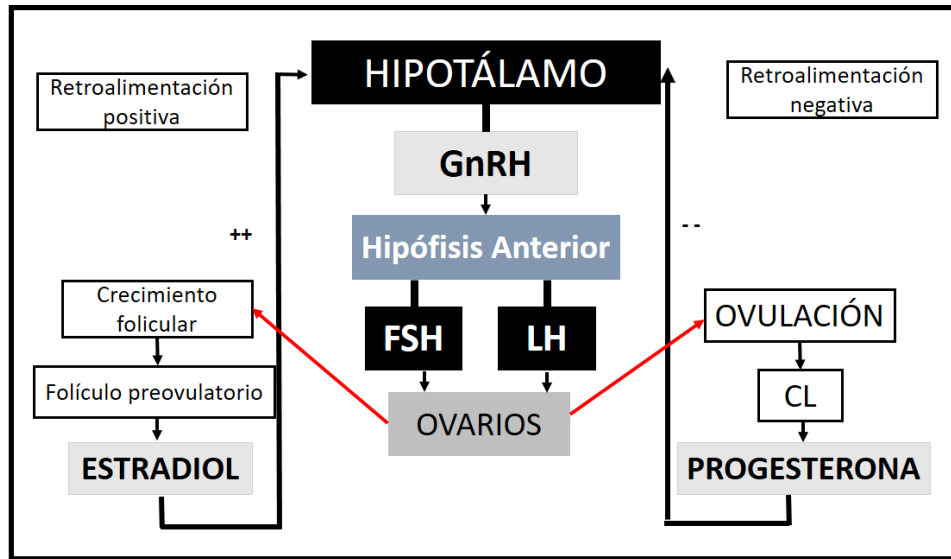 HIPOTÁLAMO
Retroalimentación
positiva
Retroalimentación
negativa
GnRH
++
- -
Hipófisis Anterior
Crecimiento
folicular
FSH
LH
OVULACIÓN
Folículo preovulatorio
CL
OVARIOS
ESTRADIOL
PROGESTERONA